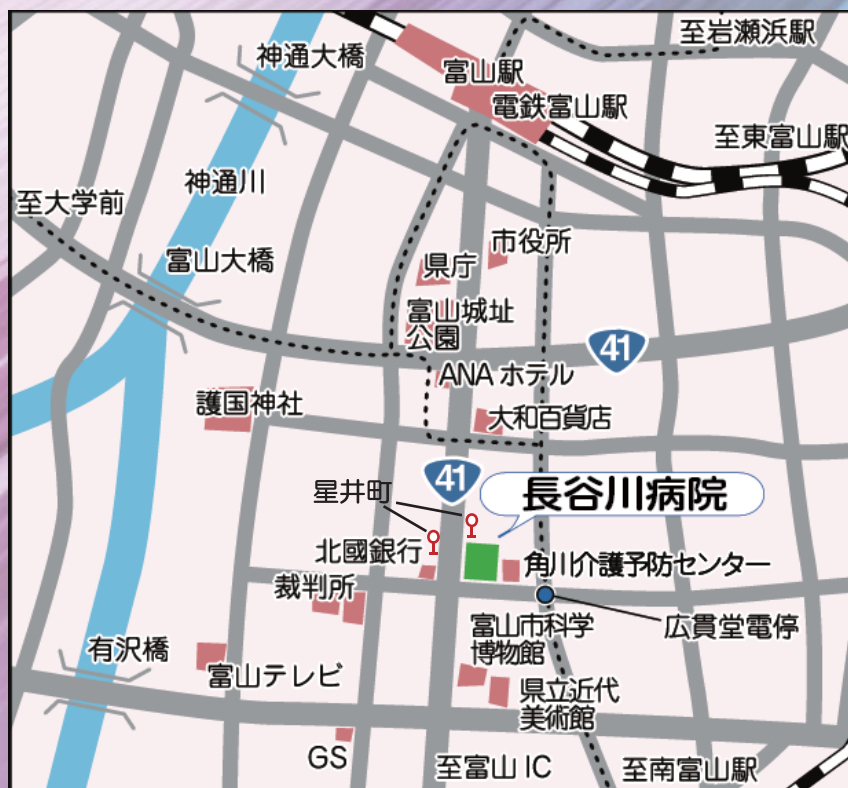 至岩瀬浜駅
神通大橋
富山駅
電鉄富山駅
至東富山駅
神通川
至大学前
市役所
富山大橋
県庁
富山城址
公園
41
ANAホテル
護国神社
大和百貨店
41
星井町
長谷川病院
北國銀行
角川介護予防センター
裁判所
富山市科学
博物館
広貫堂電停
有沢橋
富山テレビ
県立近代
美術館
GS
至富山IC
至南富山駅